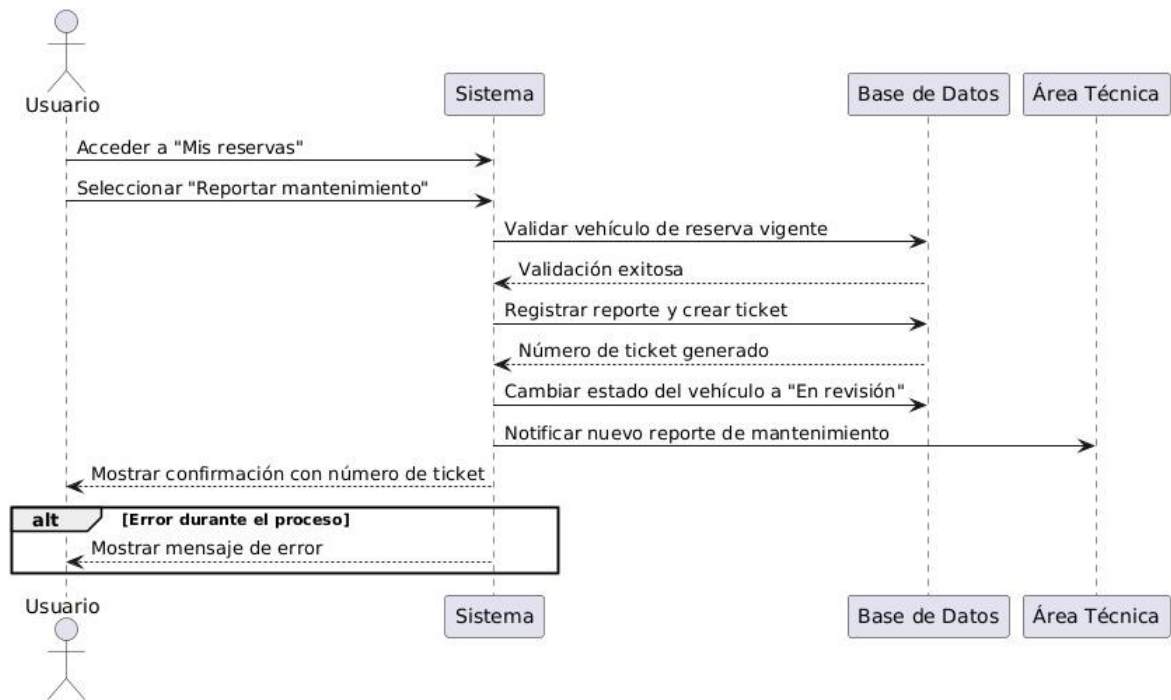 Usuario
Sistema
Base de Datos
Área Técnica
Acceder a "Mis reservas"
Seleccionar "Reportar mantenimiento"
Validar vehículo de reserva vigente
Validación exitosa
Registrar reporte y crear ticket
Número de ticket generado
Cambiar estado del vehículo a "En revisión"
Notificar nuevo reporte de mantenimiento
Mostrar confirmación con número de ticket
alt [Error durante el proceso]
Mostrar mensaje de error
Usuario
Sistema
Base de Datos
Área Técnica